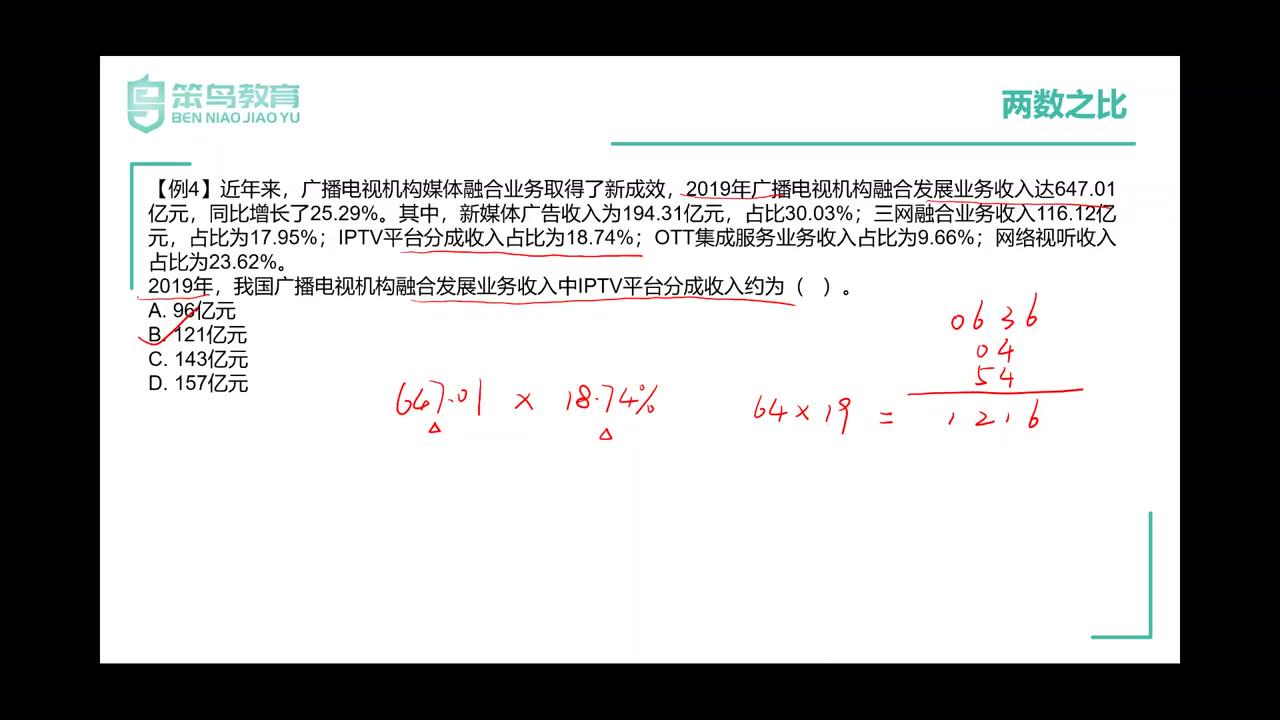 笨鸟教育
BEN NIAO JIAO YU
两数之比
【例4】近年来，广播电视机构媒体融合业务取得了新成效，2019年广播电视机构融合发展业务收入达647.01
亿元，同比增长了25.29%。其中，新媒体广告收入为194.31亿元，占比30.03%；三网融合业务收入116.12亿
元，占比为17.95%；IPTV平台分成收入占比为18.74%；OTT集成服务业务收入占比为9.66%；网络视听收入
占比为23.62%。
2019年，我国广播电视机构融合发展业务收入中IPTV平台分成收入约为（ ）。
A. 96亿元
B. 121亿元
C. 143亿元
D. 157亿元
0636
04
54
647.01 × 18.74%
64×19 = 1216